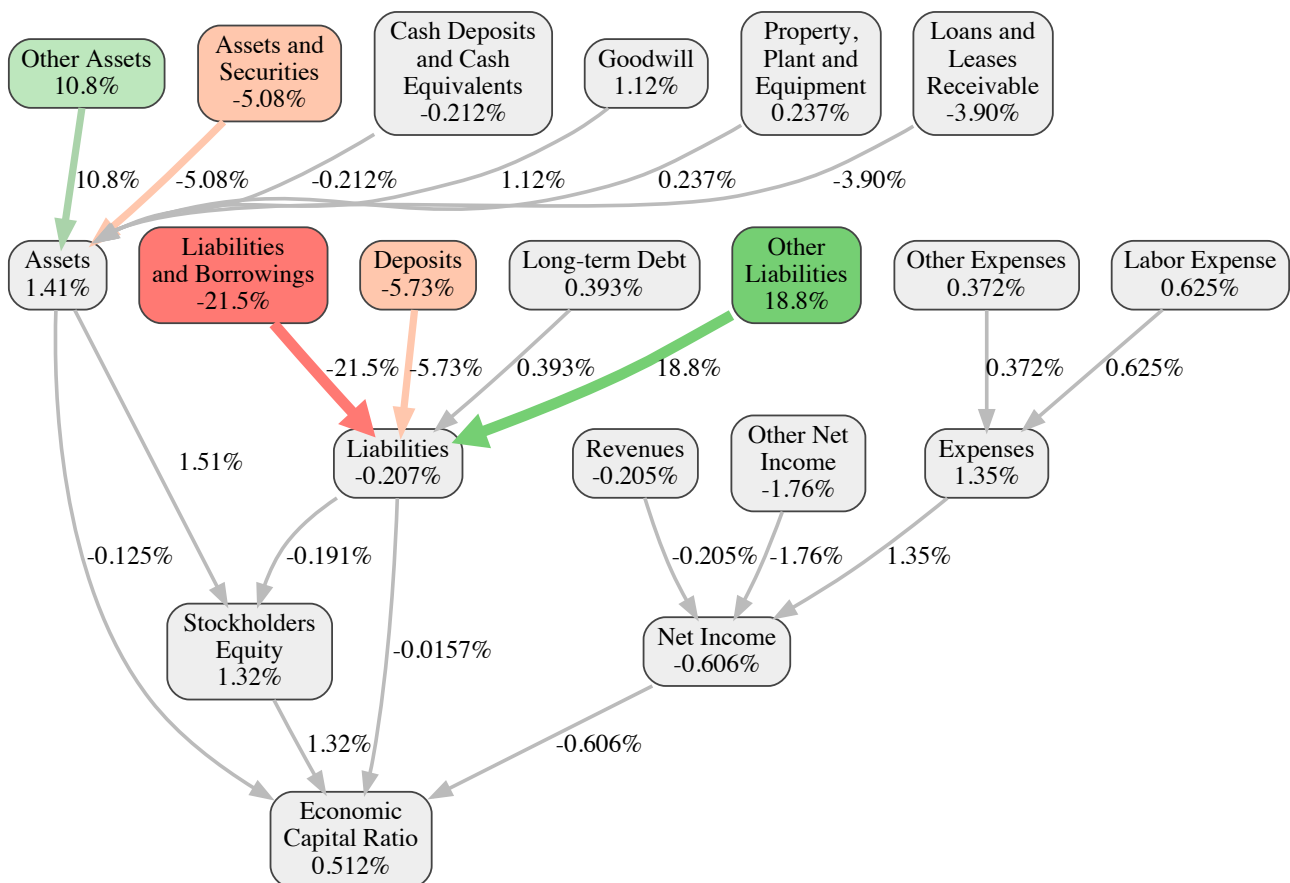 Other Assets
10.8%
Assets and
Securities
-5.08%
Cash Deposits
and Cash
Equivalents
-0.212%
Goodwill
1.12%
Property,
Plant and
Equipment
0.237%
Loans and
Leases
Receivable
-3.90%
10.8%
-5.08%
-0.212%
1.12%
0.237%
-3.90%
Assets
1.41%
Liabilities
and Borrowings
-21.5%
Deposits
-5.73%
Long-term Debt
0.393%
Other
Liabilities
18.8%
Other Expenses
0.372%
Labor Expense
0.625%
-21.5%
-5.73%
0.393%
18.8%
0.372%
0.625%
Liabilities
-0.207%
Revenues
-0.205%
Other Net
Income
-1.76%
Expenses
1.35%
1.51%
-0.125%
-0.191%
-0.205%
-1.76%
1.35%
Stockholders
Equity
1.32%
-0.0157%
Net Income
-0.606%
1.32%
-0.606%
Economic
Capital Ratio
0.512%